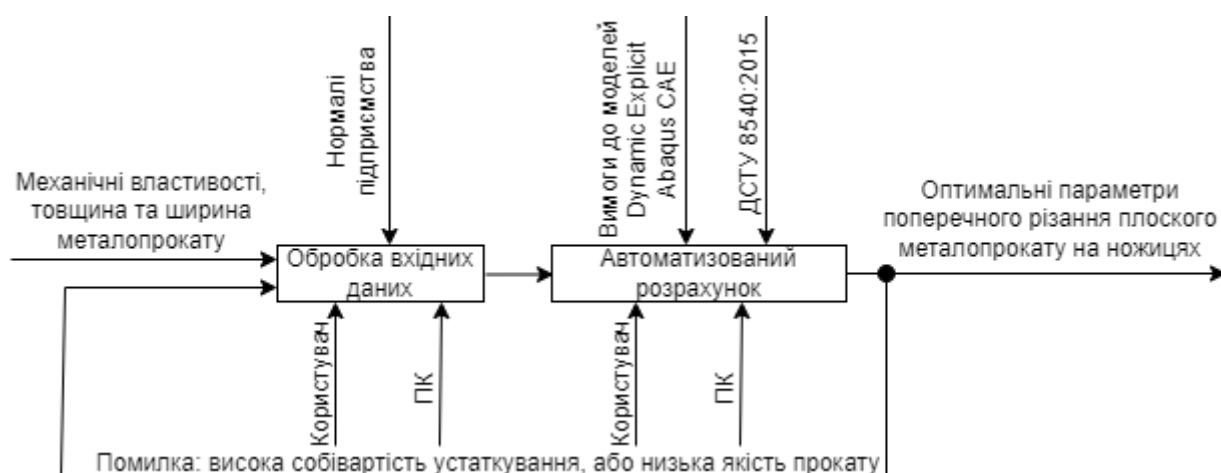 Нормалі
підприємства
Вимоги до моделей
Dynamic Explicit
Abaqus CAE
ДСТУ 8540:2015
Механічні властивості,
товщина та ширина
металопрокату
Оптимальні параметри
поперечного різання плоского
металопрокату на ножицях
Обробка вхідних
даних
Автоматизований
розрахунок
Користувач
ПК
Користувач
ПК
Помилка: висока собівартість устаткування, або низька якість прокату